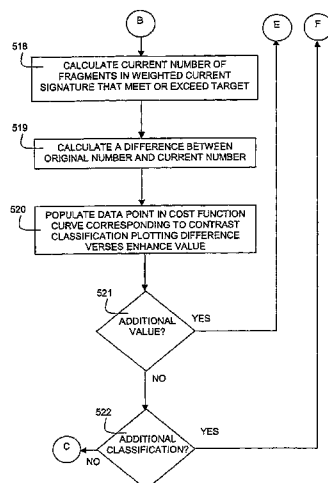 B
E
F
518
CALCULATE CURRENT NUMBER OF
FRAGMENTS IN WEIGHTED CURRENT
SIGNATURE THAT MEET OR EXCEED TARGET
519
CALCULATE A DIFFERENCE BETWEEN
ORIGINAL NUMBER AND CURRENT NUMBER
520
POPULATE DATA POINT IN COST FUNCTION
CURVE CORRESPONDING TO CONTRAST
CLASSIFICATION PLOTTING DIFFERENCE
VERSES ENHANCE VALUE
521
ADDITIONAL
VALUE?
YES
NO
522
ADDITIONAL
CLASSIFICATION?
YES
C
NO